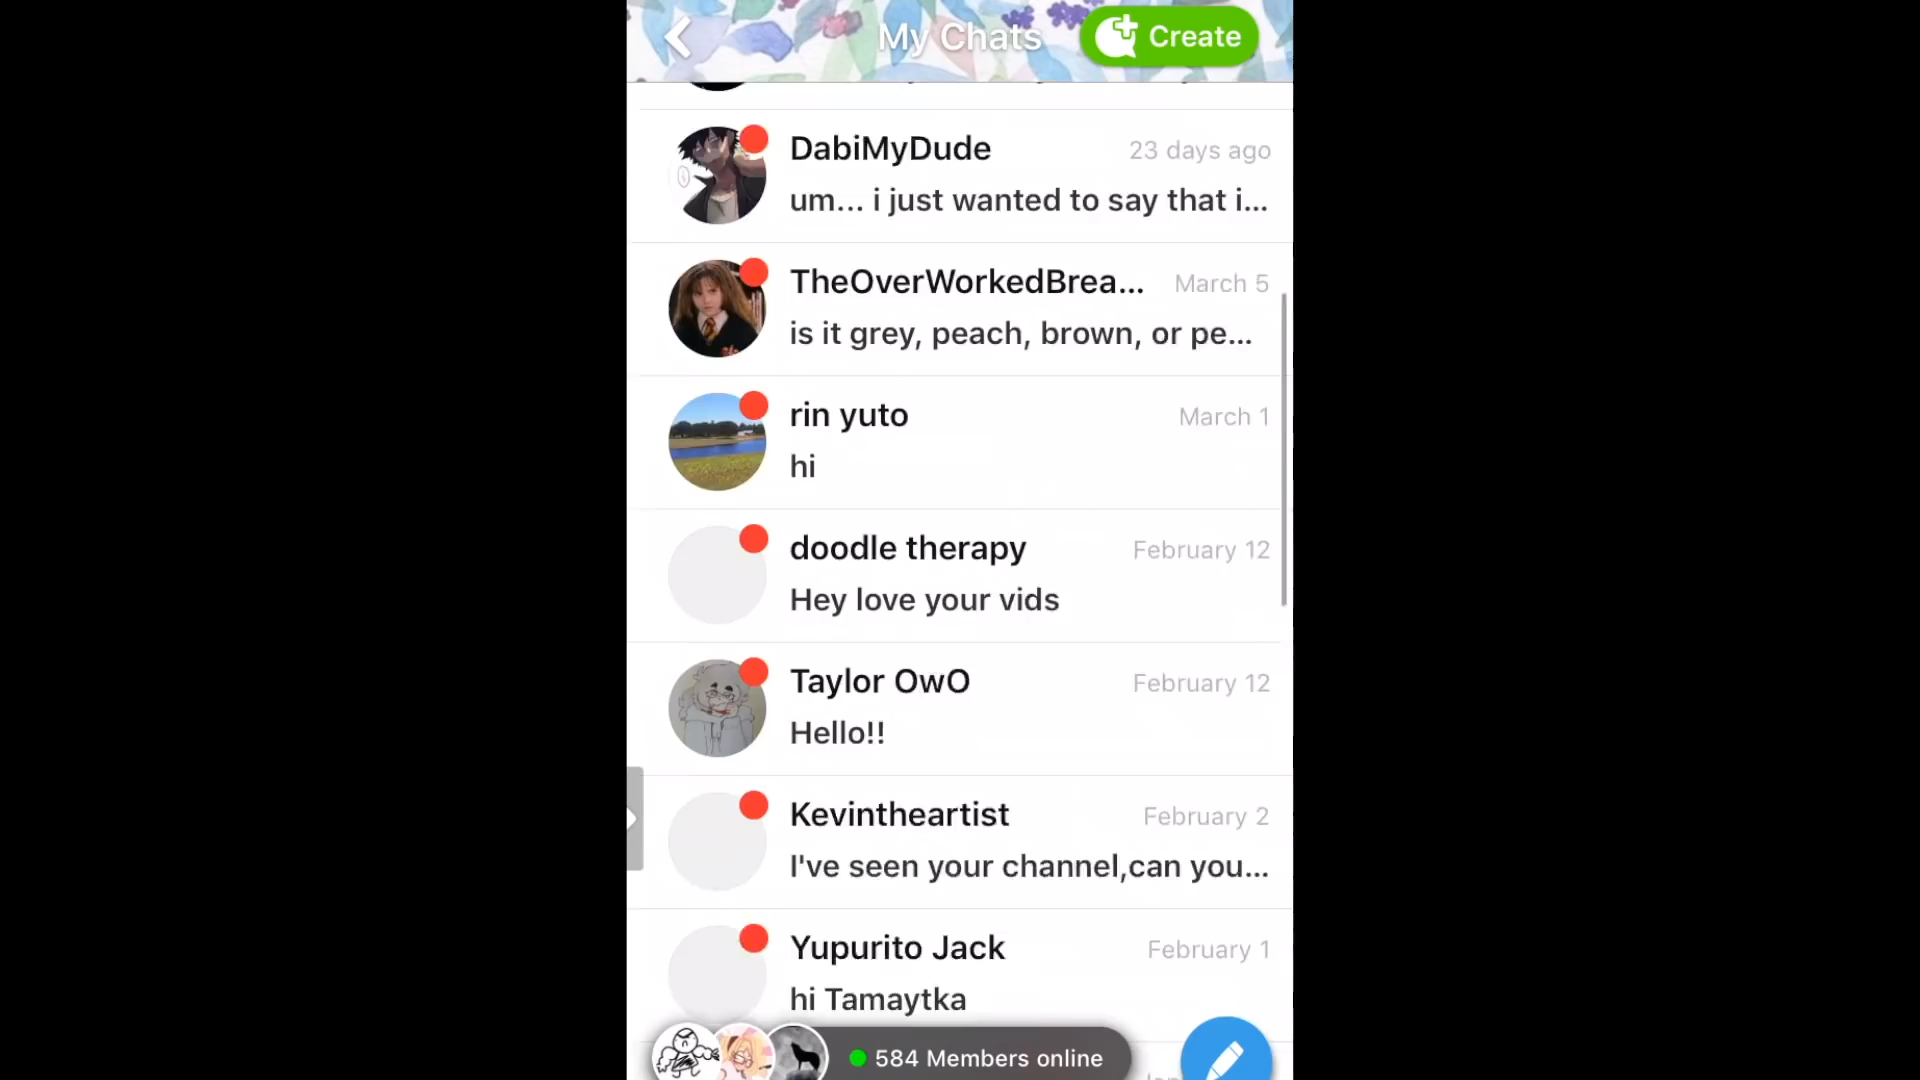 My Chats
Create
DabiMyDude
23 days ago
um... i just wanted to say that i...
TheOverWorkedBrea...
March 5
is it grey, peach, brown, or pe...
rin yuto
March 1
hi
doodle therapy
February 12
Hey love your vids
Taylor OwO
February 12
Hello!!
Kevintheartist
February 2
I've seen your channel,can you...
Yupurito Jack
February 1
hi Tamaytka
584 Members online